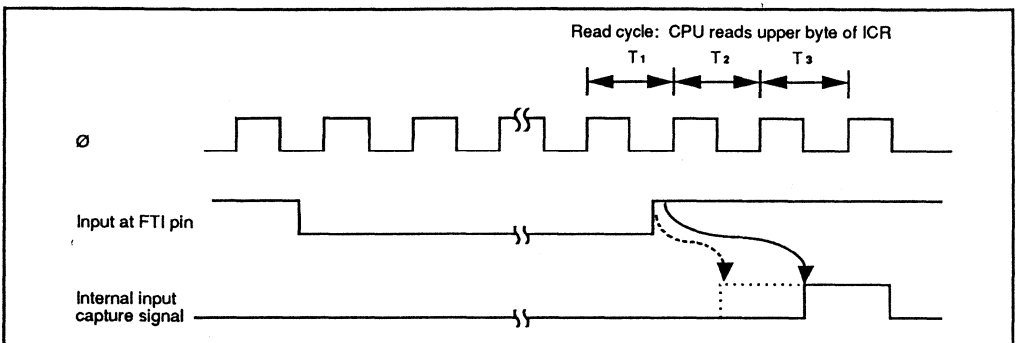 Read cycle: CPU reads upper byte of ICR
T1 T2 T3
Ø
Input at FTI pin
Internal input
capture signal